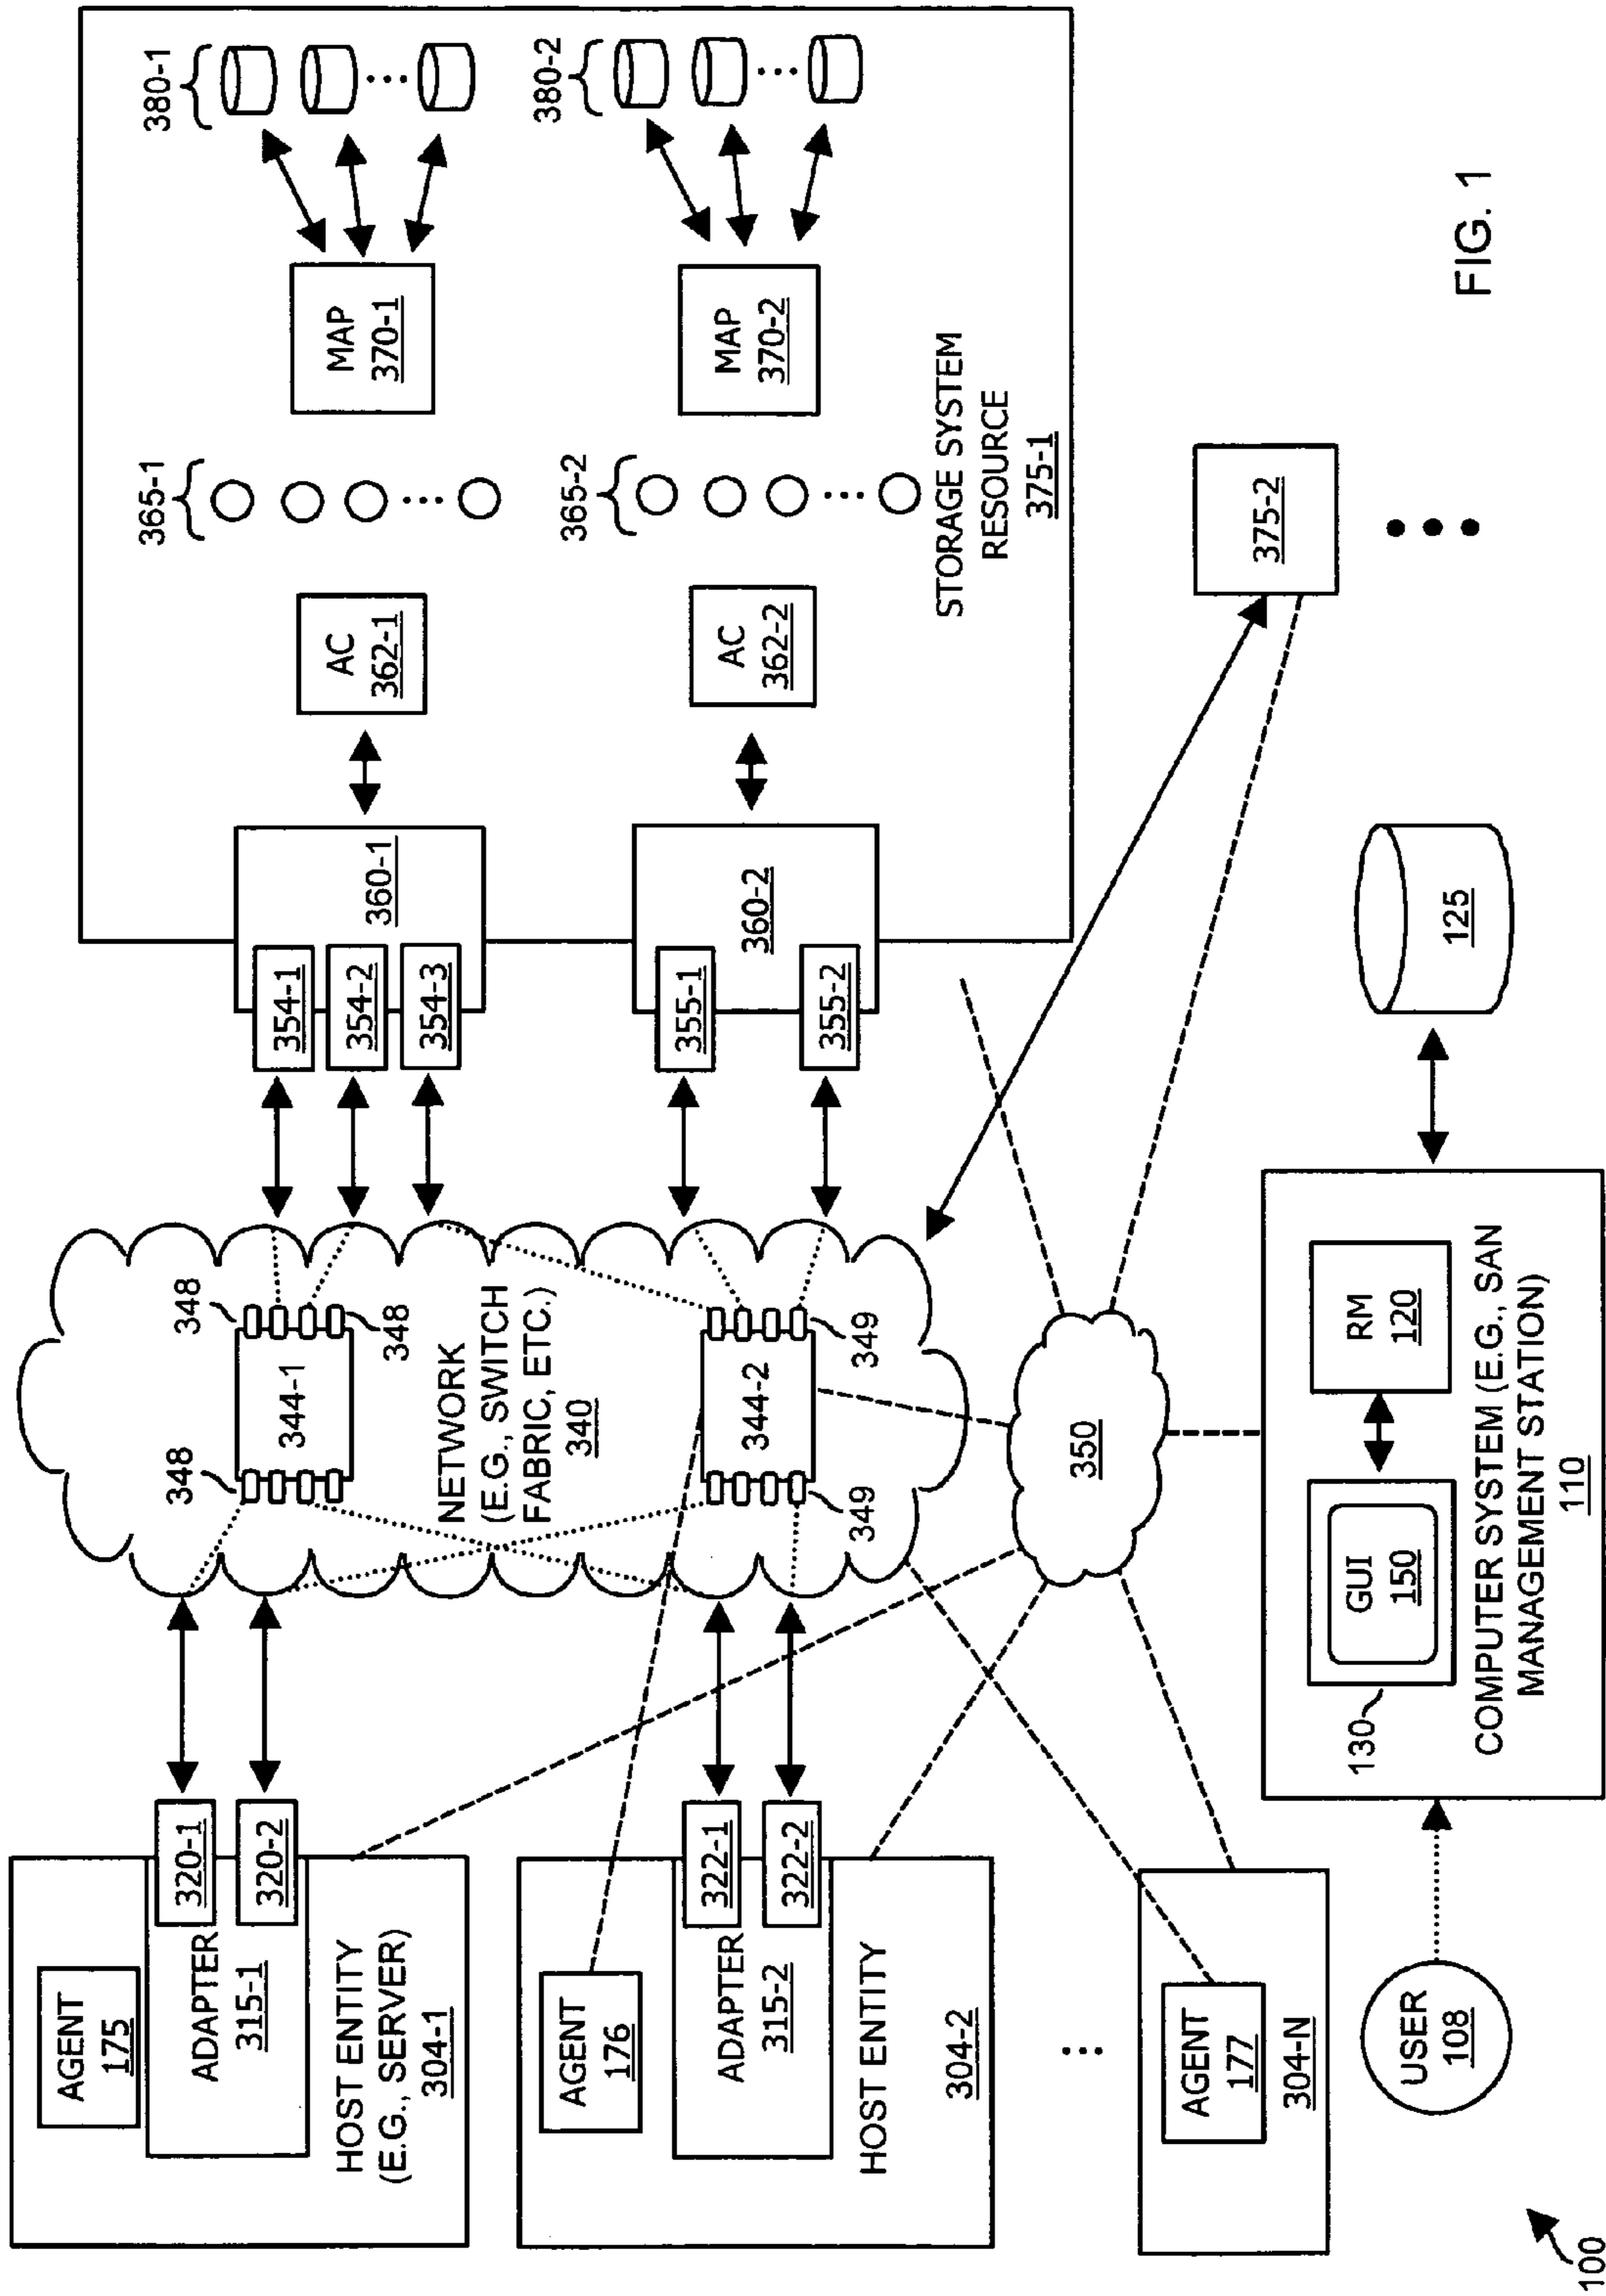 AGENT
175
ADAPTER
315-1
320-1
320-2
HOST ENTITY
(E.G., SERVER)
304-1
AGENT
176
ADAPTER
315-2
322-1
322-2
HOST ENTITY
304-2
...
AGENT
177
304-N
USER
108
100
348
348
348
344-1
NETWORK
(E.G., SWITCH
FABRIC, ETC.)
340
344-2
349
349
350
130
GUI
150
RM
120
COMPUTER SYSTEM (E.G., SAN
MANAGEMENT STATION)
110
125
354-1
354-2
354-3
360-1
355-1
355-2
360-2
AC
362-1
AC
362-2
365-1
...
365-2
...
MAP
370-1
MAP
370-2
380-1
...
380-2
...
STORAGE SYSTEM
RESOURCE
375-1
375-2
...
FIG. 1